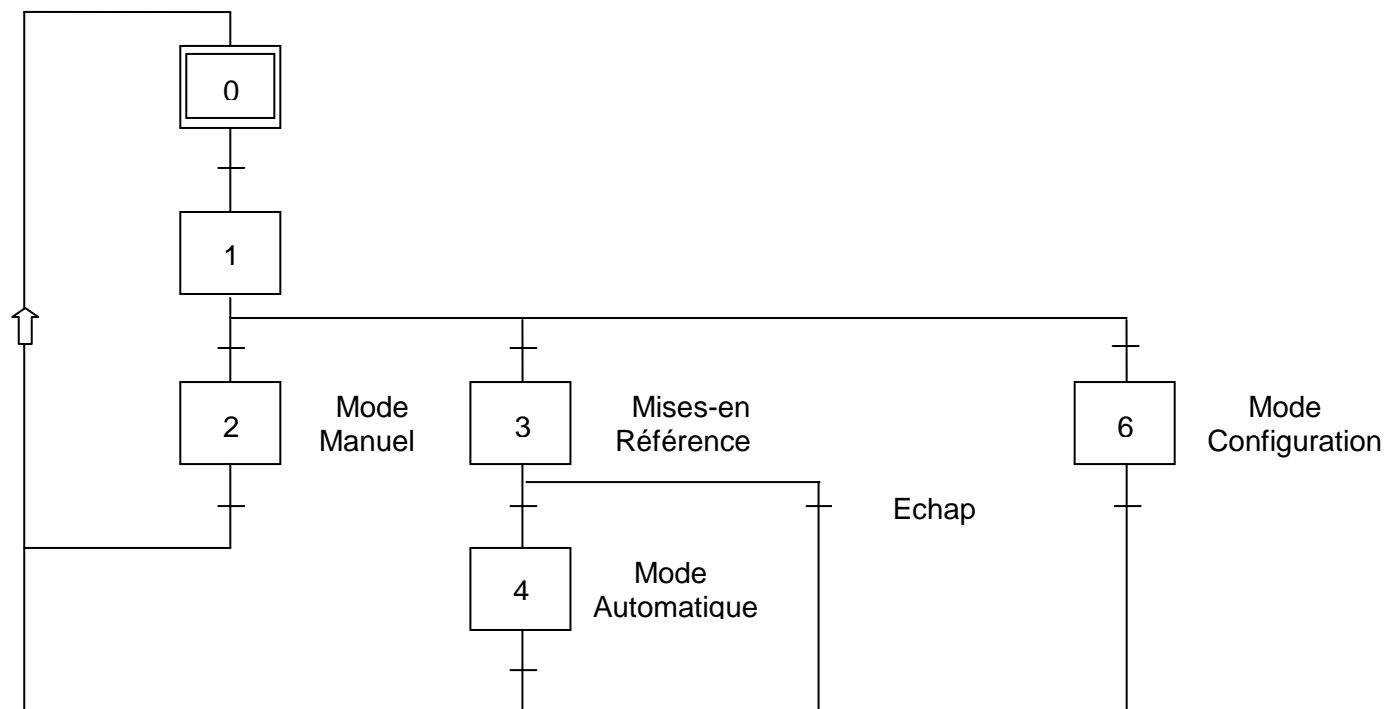 0
1
2
Mode
Manuel
3
Mises-en
Référence
6
Mode
Configuration
Echap
4
Mode
Automatique